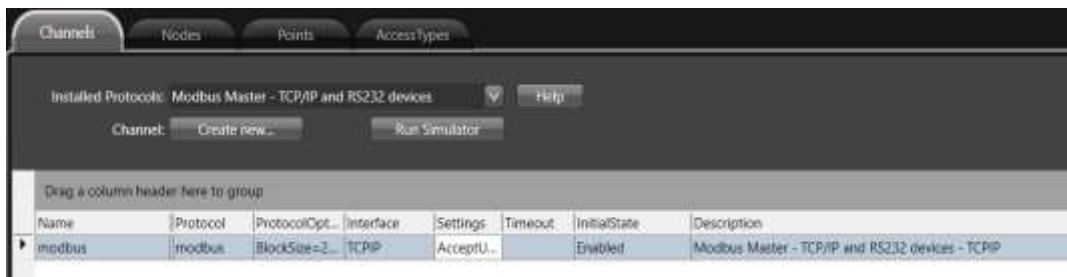 Channels Nodes Points AccessTypes
Installed Protocols: Modbus Master - TCP/IP and RS232 devices Help
Channel: Create new... Run Simulator
Drag a column header here to group
Name Protocol ProtocolOpt... Interface Settings Timeout InitialState Description
modbus modbus BlockSize=2... TCPIP AcceptU... Enabled Modbus Master - TCP/IP and RS232 devices - TCPIP